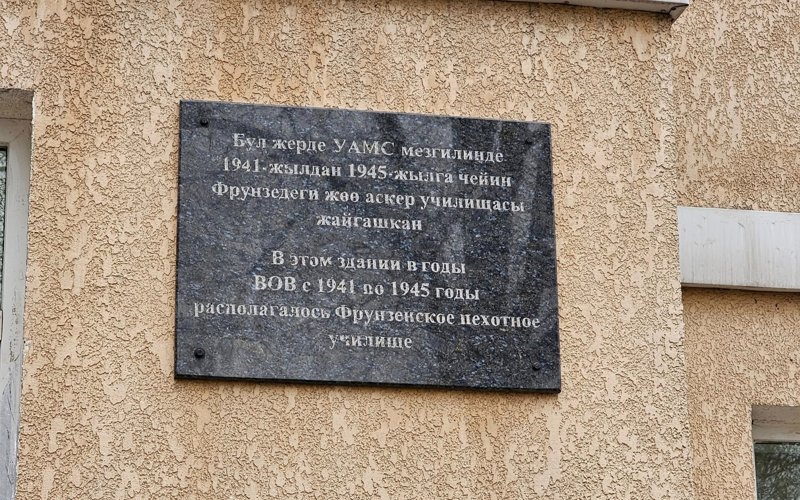 Бул жерде УАМС мезгилинде
1941-жылдан 1945-жылга чейин
Фрунзедеги жөө аскер училищасы
жайгашкан
В этом здании в годы
ВОВ с 1941 по 1945 годы
располагалось Фрунзенское пехотное
училище